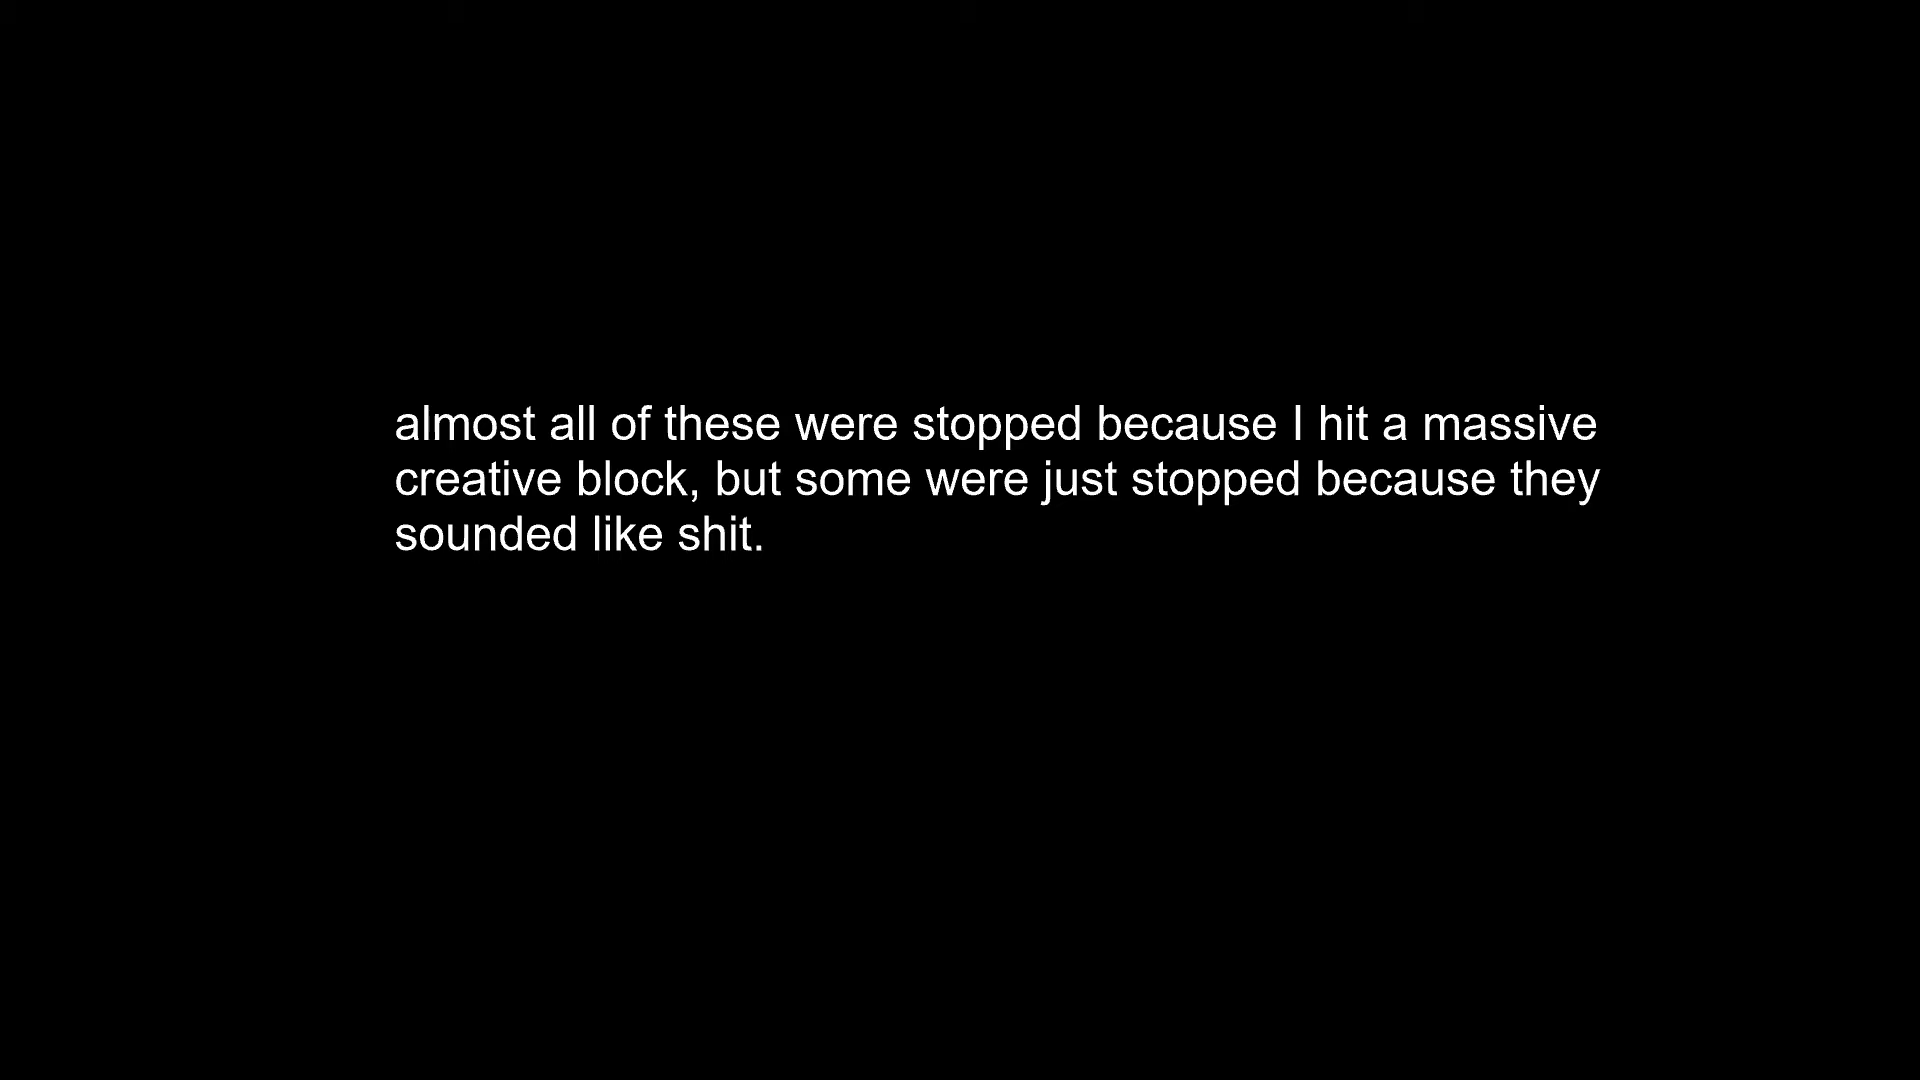 almost all of these were stopped because I hit a massive
creative block, but some were just stopped because they
sounded like shit.